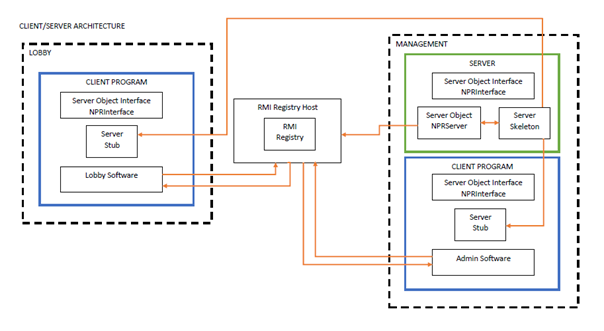 CLIENT/SERVER ARCHITECTURE
LOBBY
CLIENT PROGRAM
Server Object Interface
NPRInterface
Server
Stub
Lobby Software
RMI Registry Host
RMI
Registry
MANAGEMENT
SERVER
Server Object Interface
NPRInterface
Server Object
NPRServer
Server
Skeleton
CLIENT PROGRAM
Server Object Interface
NPRInterface
Server
Stub
Admin Software